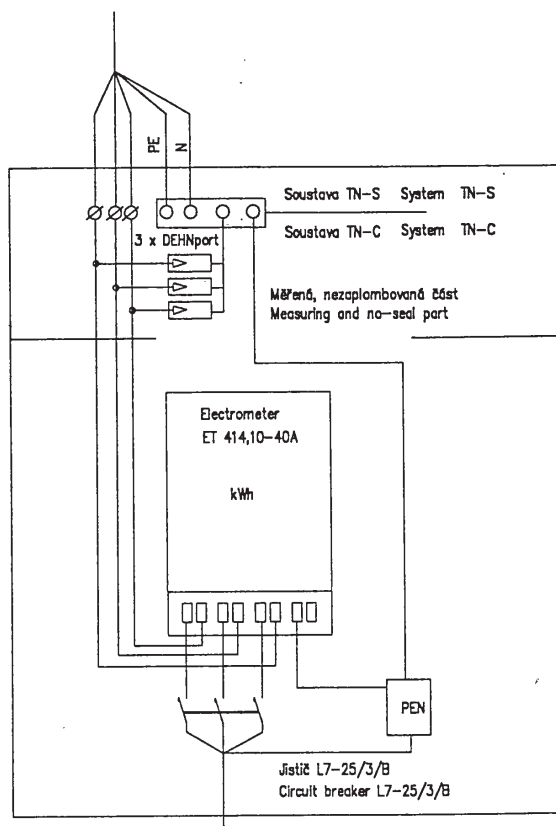 PE
N
Soustava TN-S System TN-S
3 x DEHNport
Soustava TN-C System TN-C
Měřená, nezaplombovaná část
Measuring and no-seal part
Electrometer
ET 414,10-40A
kWh
PEN
Jistič L7-25/3/B
Circuit breaker L7-25/3/B